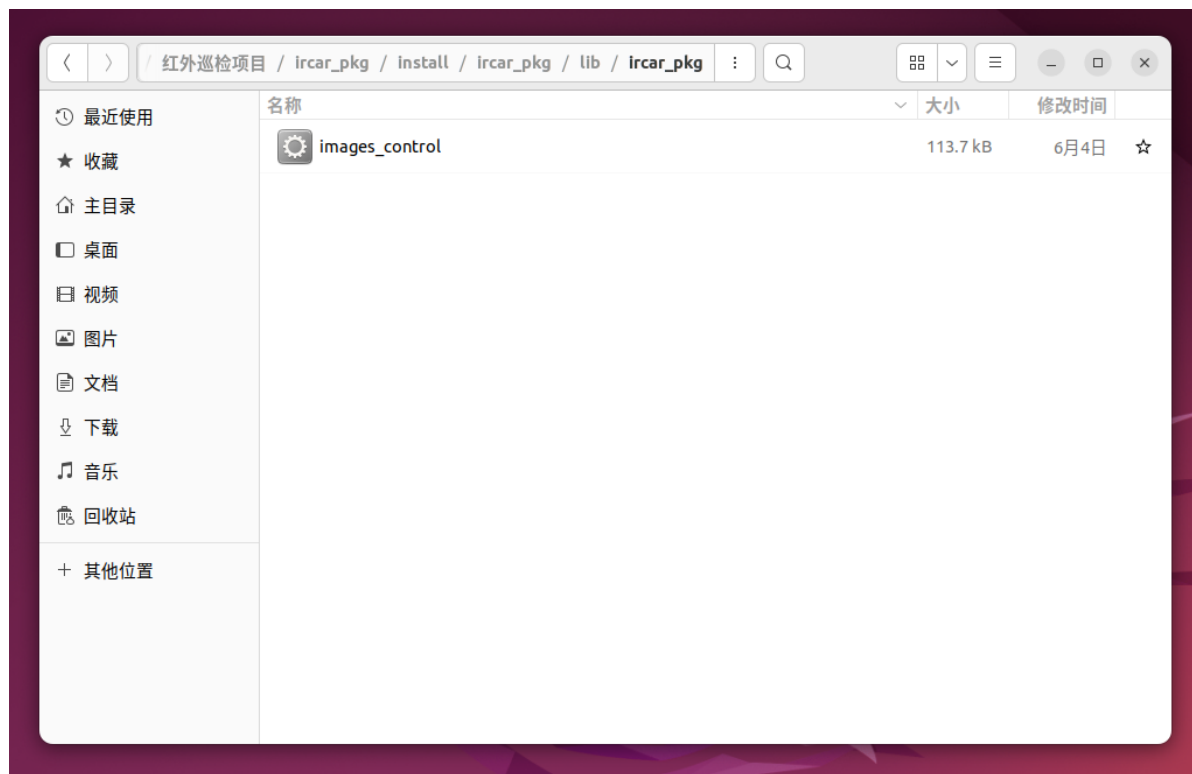 / 红外巡检项目 / ircar_pkg / install / ircar_pkg / lib / ircar_pkg
名称 大小 修改时间
images_control 113.7 kB 6月4日
最近使用
收藏
主目录
桌面
视频
图片
文档
下载
音乐
回收站
其他位置